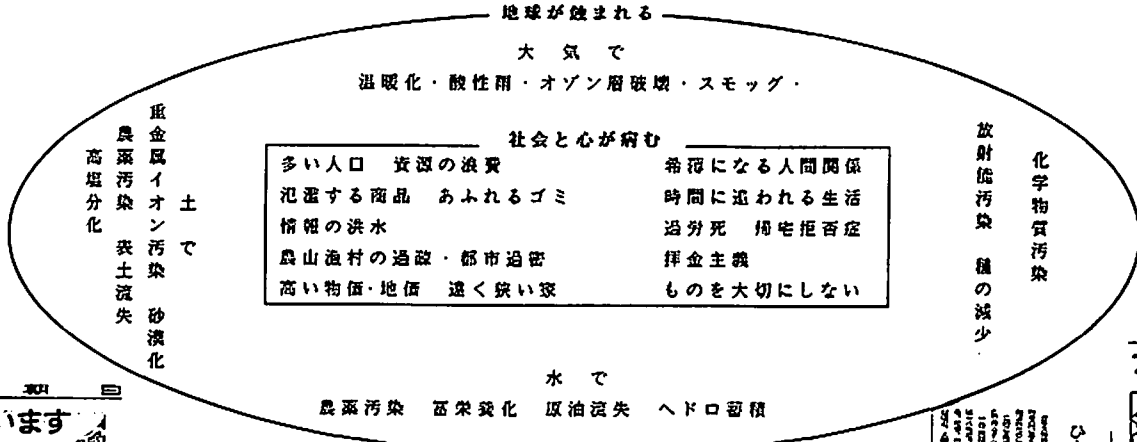 地球が蝕まれる
大気で
温暖化・酸性雨・オゾン層破壊・スモッグ・
土で
重金属イオン汚染 砂漠化
農薬汚染 表土流失
高塩分化
社会と心が病む
多い人口 資源の浪費
氾濫する商品 あふれるゴミ
情報の洪水
農山漁村の過疎・都市過密
高い物価・地価 遠く狭い家
希薄になる人間関係
時間に追われる生活
過労死 帰宅拒否症
拝金主義
ものを大切にしない
化学物質汚染
放射能汚染 種の減少
水で
農薬汚染 富栄養化 原油流失 ヘドロ蓄積
います